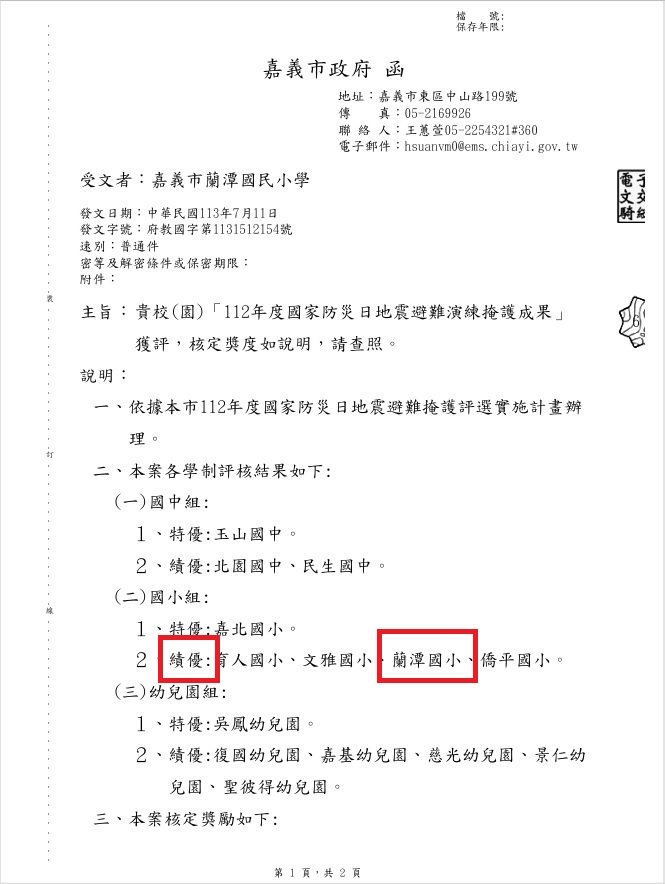 檔　　號:
保存年限:
嘉義市政府 函
地址：嘉義市東區中山路199號
傳　　真：05-2169926
聯 絡 人：王蕙萱05-2254321#360
電子郵件：hsuanvm0@ems.chiayi.gov.tw
受文者：嘉義市蘭潭國民小學
發文日期：中華民國113年7月11日
發文字號：府教國字第1131512154號
速別：普通件
密等及解密條件或保密期限：
附件：
主旨：貴校(園)「112年度國家防災日地震避難演練掩護成果」
獲評，核定獎度如說明，請查照。
說明：
一、依據本市112年度國家防災日地震避難掩護評選實施計畫辦
理。
二、本案各學制評核結果如下:
(一)國中組:
1、特優:玉山國中。
2、績優:北園國中、民生國中。
(二)國小組:
1、特優:嘉北國小。
2、績優:育人國小、文雅國小、蘭潭國小、僑平國小。
(三)幼兒園組:
1、特優:吳鳳幼兒園。
2、績優:復國幼兒園、嘉基幼兒園、慈光幼兒園、景仁幼
兒園、聖彼得幼兒園。
三、本案核定獎勵如下:
裝
訂
線
電子
文交
騎
第 1 頁，共 2 頁